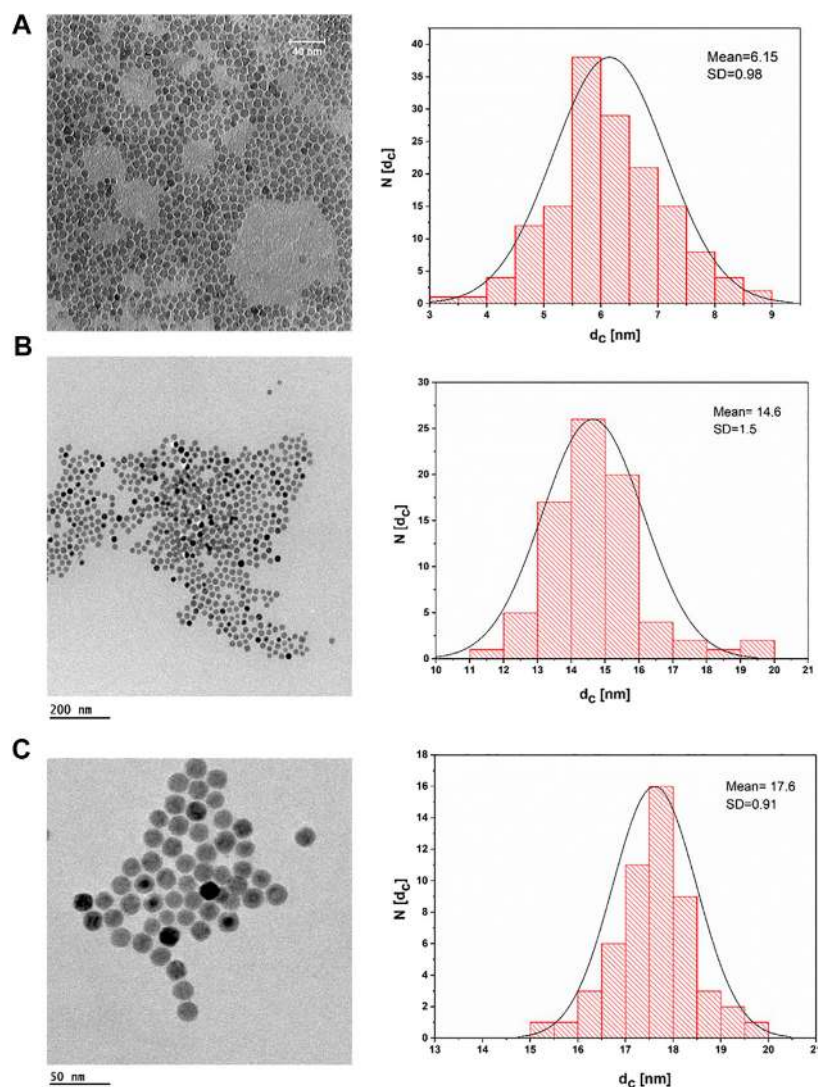 A
40 nm
N [dC]
40
35
30
25
20
15
10
5
0
3 4 5 6 7 8 9
dC [nm]
Mean=6.15
SD=0.98
B
200 nm
N [dC]
30
25
20
15
10
5
0
10 11 12 13 14 15 16 17 18 19 20 21
dC [nm]
Mean= 14.6
SD=1.5
C
50 nm
N [dC]
18
16
14
12
10
8
6
4
2
0
13 14 15 16 17 18 19 20 21
dC [nm]
Mean= 17.6
SD=0.91